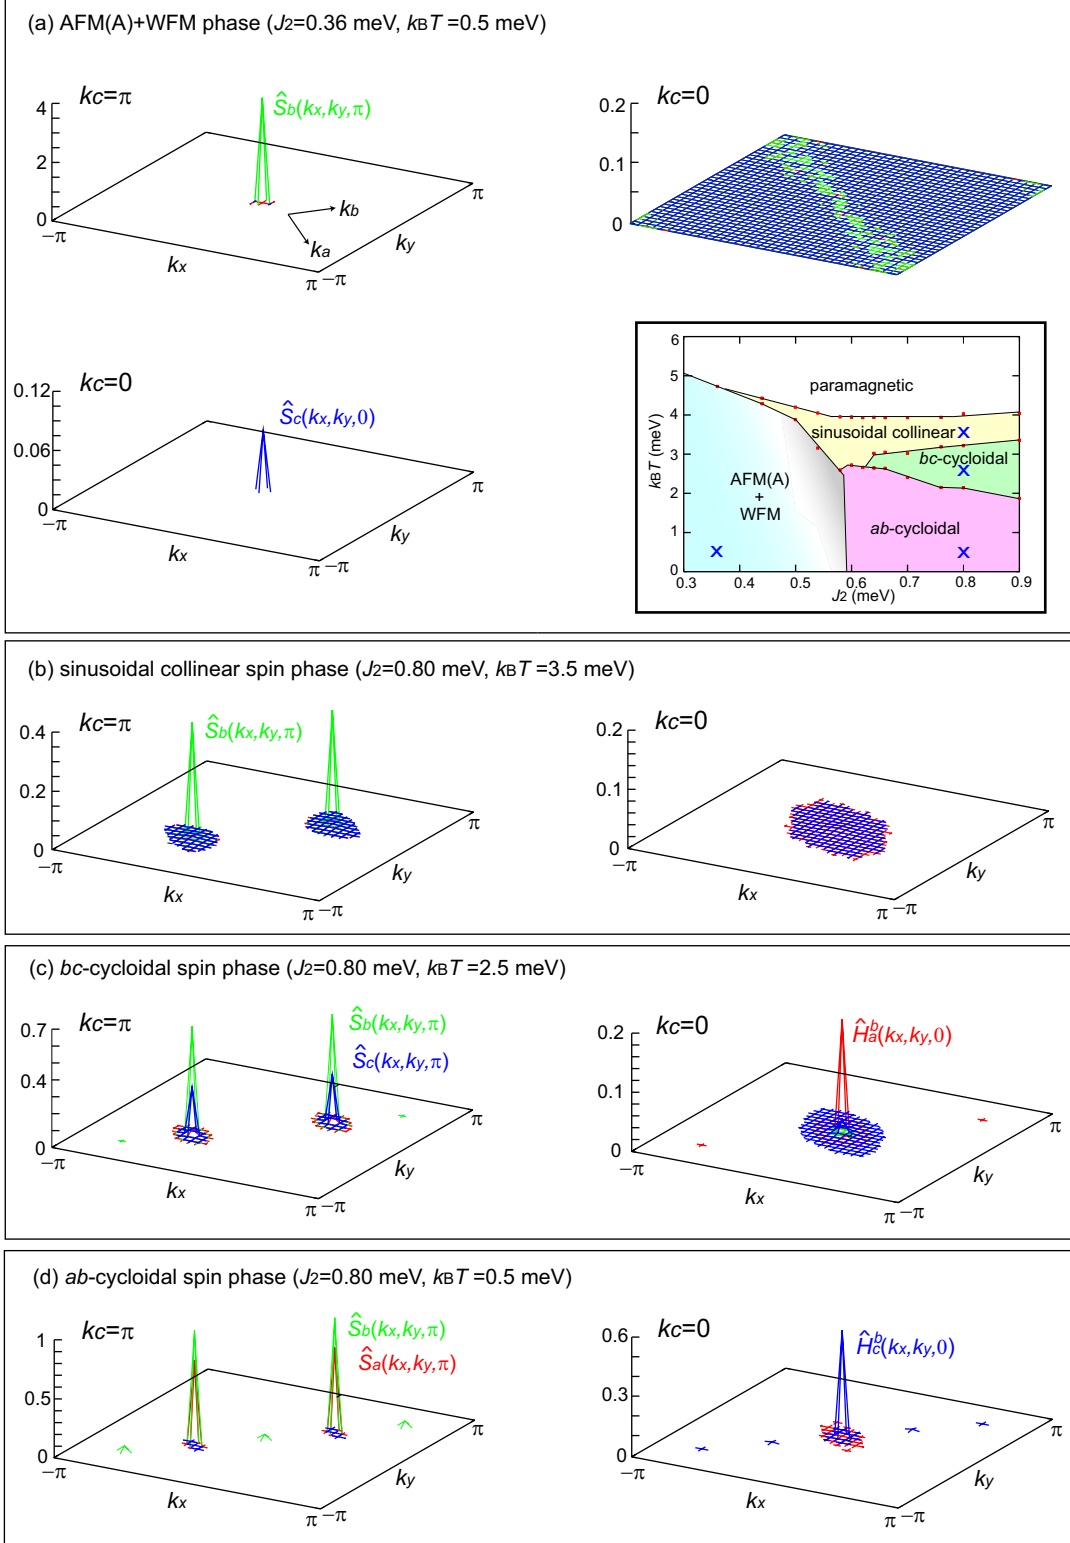 (a) AFM(A)+WFM phase (J2=0.36 meV, kBT=0.5 meV)
kc=π
Ŝb(kx,ky,π)
4
2
0
−π
kx
π
−π
ky
π
kb
ka
kc=0
0.2
0.1
0
kc=0
Ŝc(kx,ky,0)
0.12
0.06
0
−π
kx
π
−π
ky
π
6
5
4
3
2
1
0
kBT (meV)
paramagnetic
sinusoidal collinear
bc-cycloidal
AFM(A)
+
WFM
ab-cycloidal
0.3 0.4 0.5 0.6 0.7 0.8 0.9
J2 (meV)
(b) sinusoidal collinear spin phase (J2=0.80 meV, kBT=3.5 meV)
kc=π
Ŝb(kx,ky,π)
0.4
0.2
0
−π
kx
π
−π
ky
π
kc=0
0.2
0.1
0
−π
kx
π
−π
ky
π
(c) bc-cycloidal spin phase (J2=0.80 meV, kBT=2.5 meV)
kc=π
Ŝb(kx,ky,π)
Ŝc(kx,ky,π)
0.7
0.4
0
−π
kx
π
−π
ky
π
kc=0
Ĥba(kx,ky,0)
0.2
0.1
0
−π
kx
π
−π
ky
π
(d) ab-cycloidal spin phase (J2=0.80 meV, kBT=0.5 meV)
kc=π
Ŝb(kx,ky,π)
Ŝa(kx,ky,π)
1
0.5
0
−π
kx
π
−π
ky
π
kc=0
Ĥbc(kx,ky,0)
0.6
0.3
0
−π
kx
π
−π
ky
π